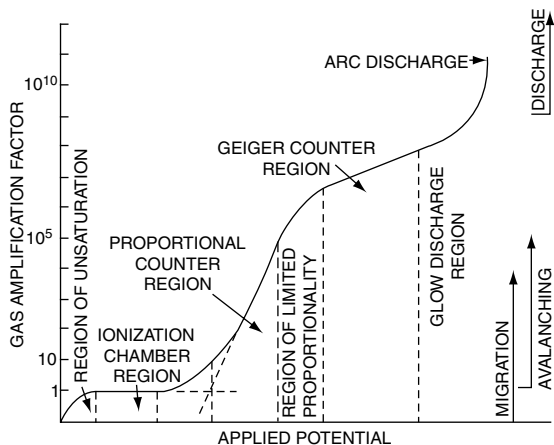 ARC DISCHARGE
DISCHARGE
10¹⁰
GEIGER COUNTER
REGION
GAS AMPLIFICATION FACTOR
REGION OF UNSATURATION
PROPORTIONAL
COUNTER
REGION
10⁵
REGION OF LIMITED
PROPORTIONALITY
GLOW DISCHARGE
REGION
MIGRATION
AVALANCHING
IONIZATION
CHAMBER
REGION
10
1
APPLIED POTENTIAL